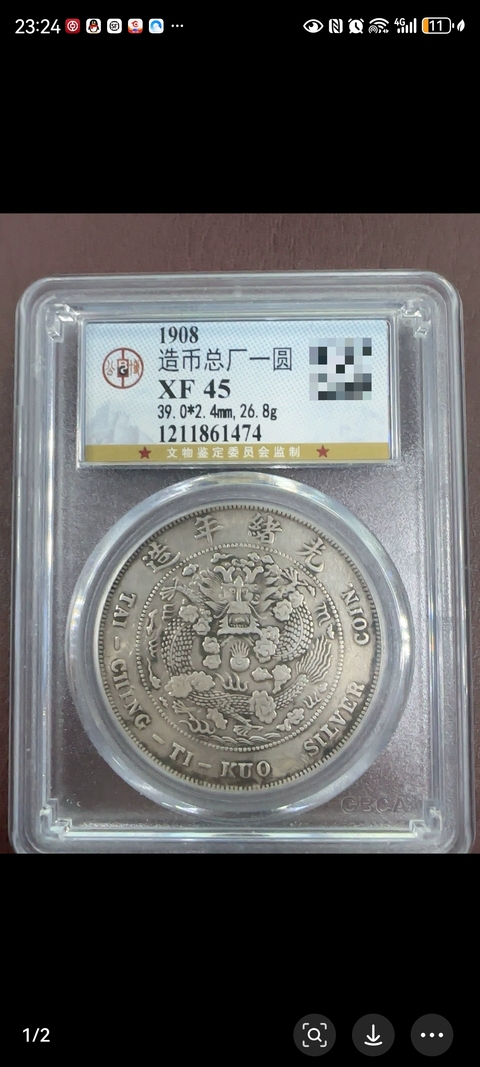 23:24
4G
11
1908
造币总厂一圆
XF 45
39.0*2.4mm,26.8g
1211861474
★ 文物鉴定委员会监制 ★
造年緒光
TAI-CHING-TI-KUO SILVER COIN
GBCA
1/2